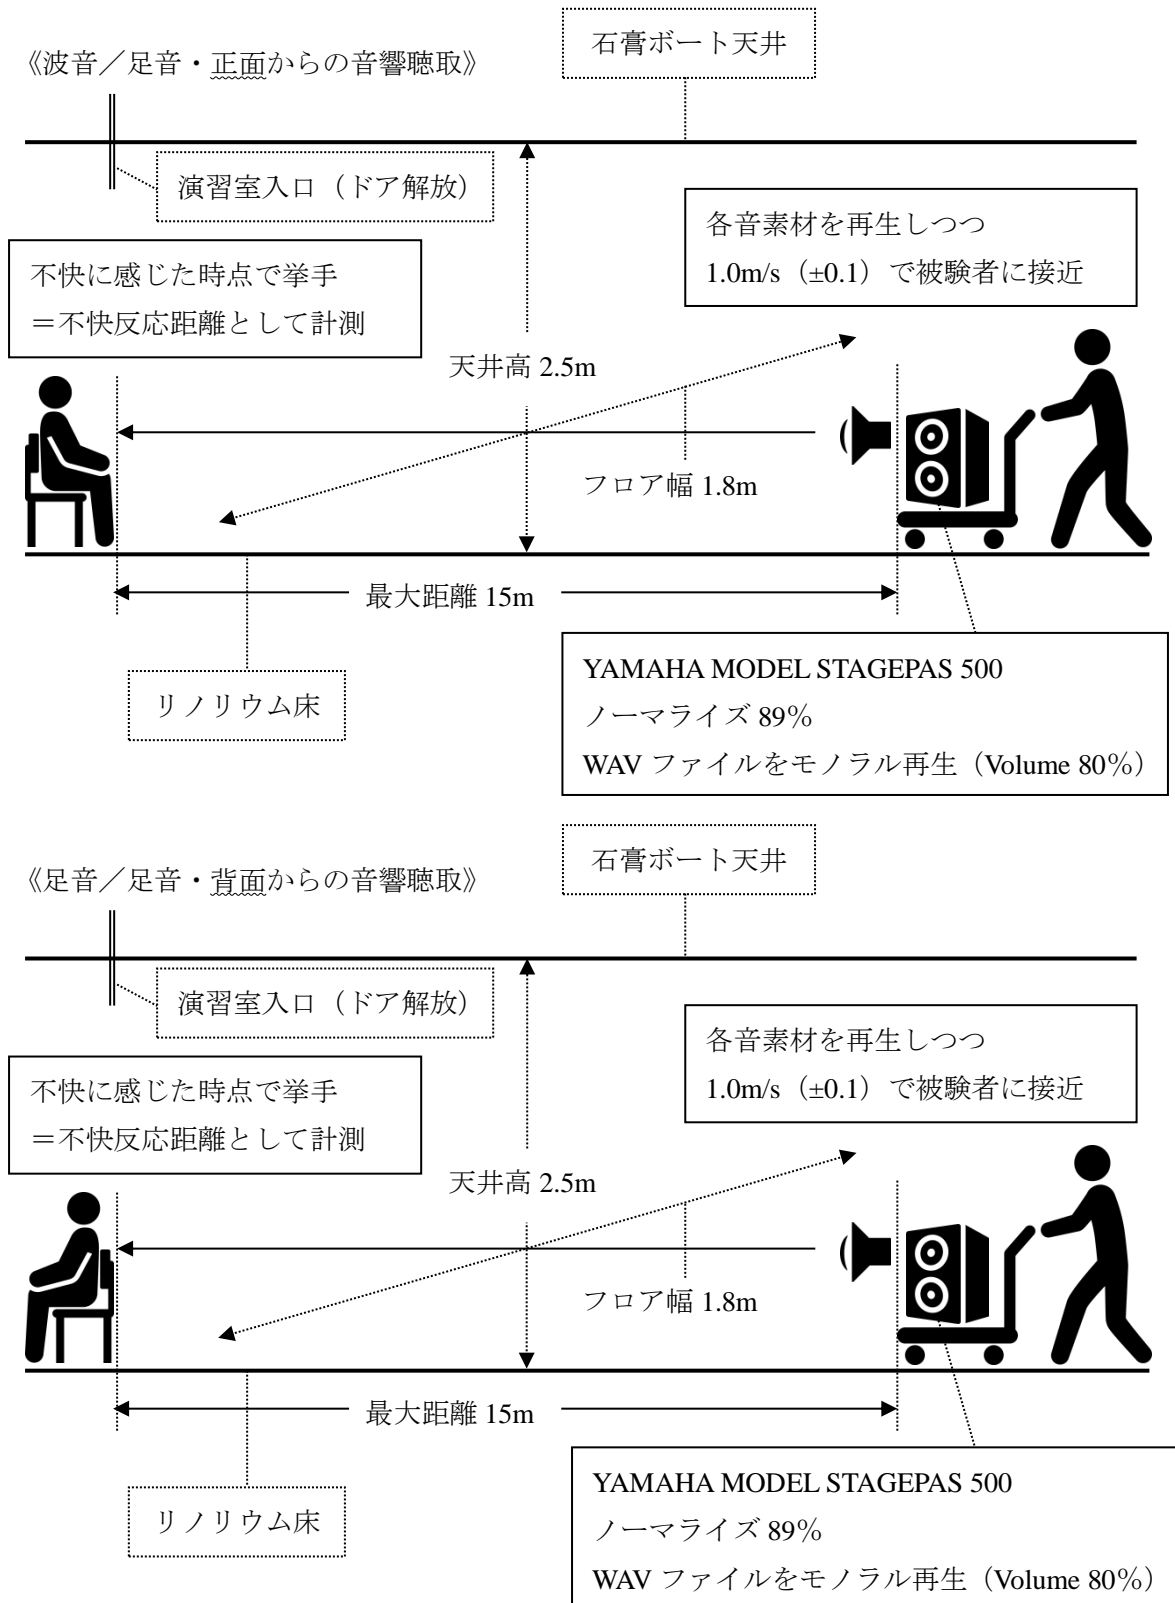 石膏ボート天井
《波音／足音・正面からの音響聴取》
演習室入口（ドア解放）
各音素材を再生しつつ
1.0m/s（±0.1）で被験者に接近
不快に感じた時点で挙手
＝不快反応距離として計測
天井高 2.5m
フロア幅 1.8m
最大距離 15m
リノリウム床
YAMAHA MODEL STAGEPAS 500
ノーマライズ 89％
WAV ファイルをモノラル再生（Volume 80％）
石膏ボート天井
《足音／足音・背面からの音響聴取》
演習室入口（ドア解放）
各音素材を再生しつつ
1.0m/s（±0.1）で被験者に接近
不快に感じた時点で挙手
＝不快反応距離として計測
天井高 2.5m
フロア幅 1.8m
最大距離 15m
リノリウム床
YAMAHA MODEL STAGEPAS 500
ノーマライズ 89％
WAV ファイルをモノラル再生（Volume 80％）